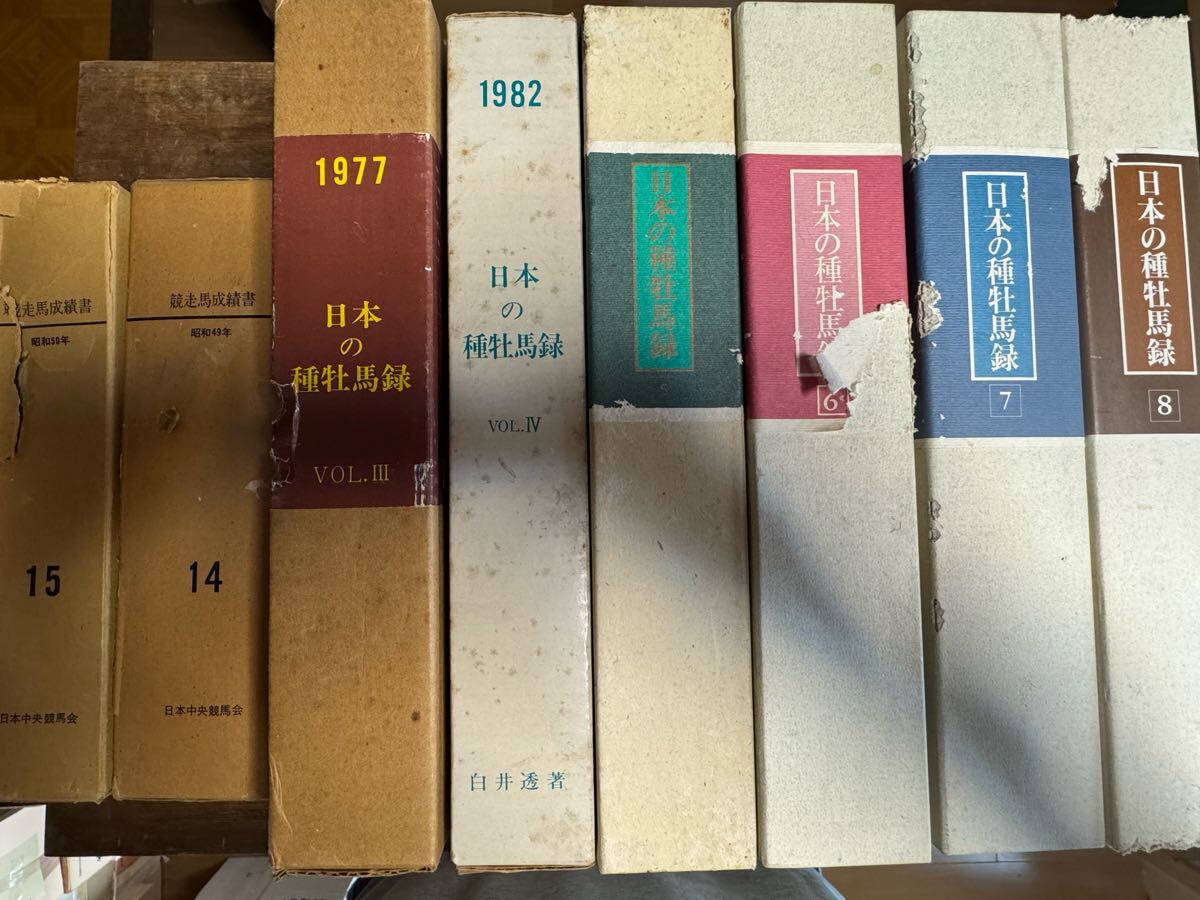 競走馬成績書
昭和50年
15
日本中央競馬会
競走馬成績書
昭和49年
14
日本中央競馬会
1977
日本
の
種牡馬録
VOL.III
1982
日本
の
種牡馬録
VOL.IV
白井透著
日本の種牡馬録
日本の種牡馬
6
日本の種牡馬録
7
日本の種牡馬録
8